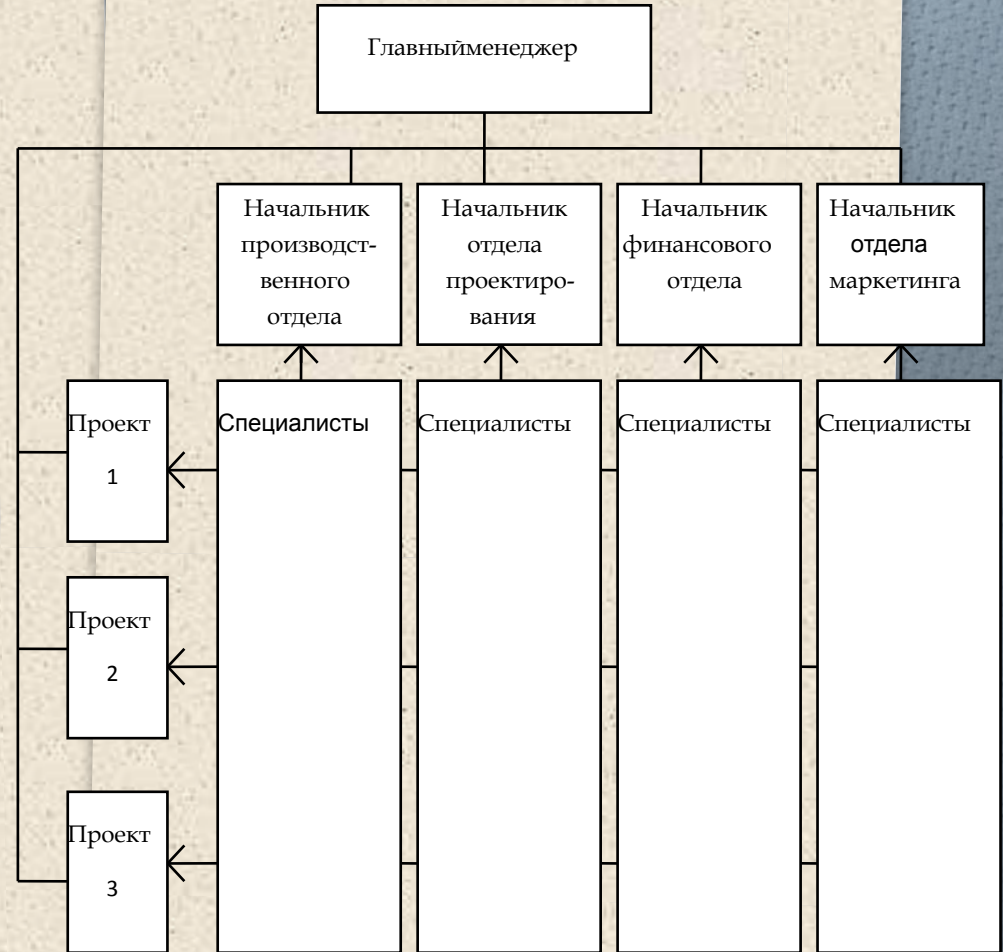 Главныйменеджер
Начальник
производст-
венного
отдела
Начальник
отдела
проектиро-
вания
Начальник
финансового
отдела
Начальник
отдела
маркетинга
Проект
1
Специалисты
Специалисты
Специалисты
Специалисты
Проект
2
Проект
3